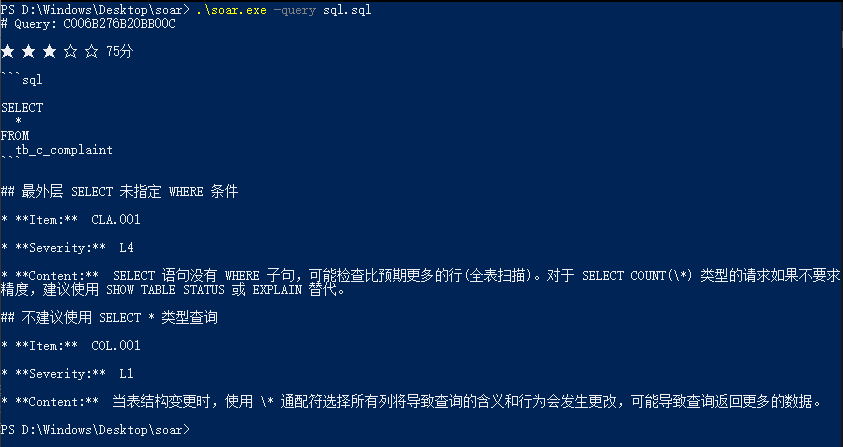 PS D:\Windows\Desktop\soar> .\soar.exe -query sql.sql
# Query: C006B276B20BB00C
★ ★ ★ ☆ ☆ 75分
```sql
SELECT
*
FROM
tb_c_complaint
```
## 最外层 SELECT 未指定 WHERE 条件
* **Item:**  CLA.001
* **Severity:**  L4
* **Content:**  SELECT 语句没有 WHERE 子句，可能检查比预期更多的行(全表扫描)。对于 SELECT COUNT(\*) 类型的请求如果不要求
精度，建议使用 SHOW TABLE STATUS 或 EXPLAIN 替代。
## 不建议使用 SELECT * 类型查询
* **Item:**  COL.001
* **Severity:**  L1
* **Content:**  当表结构变更时，使用 \* 通配符选择所有列将导致查询的含义和行为会发生更改，可能导致查询返回更多的数据。
PS D:\Windows\Desktop\soar>